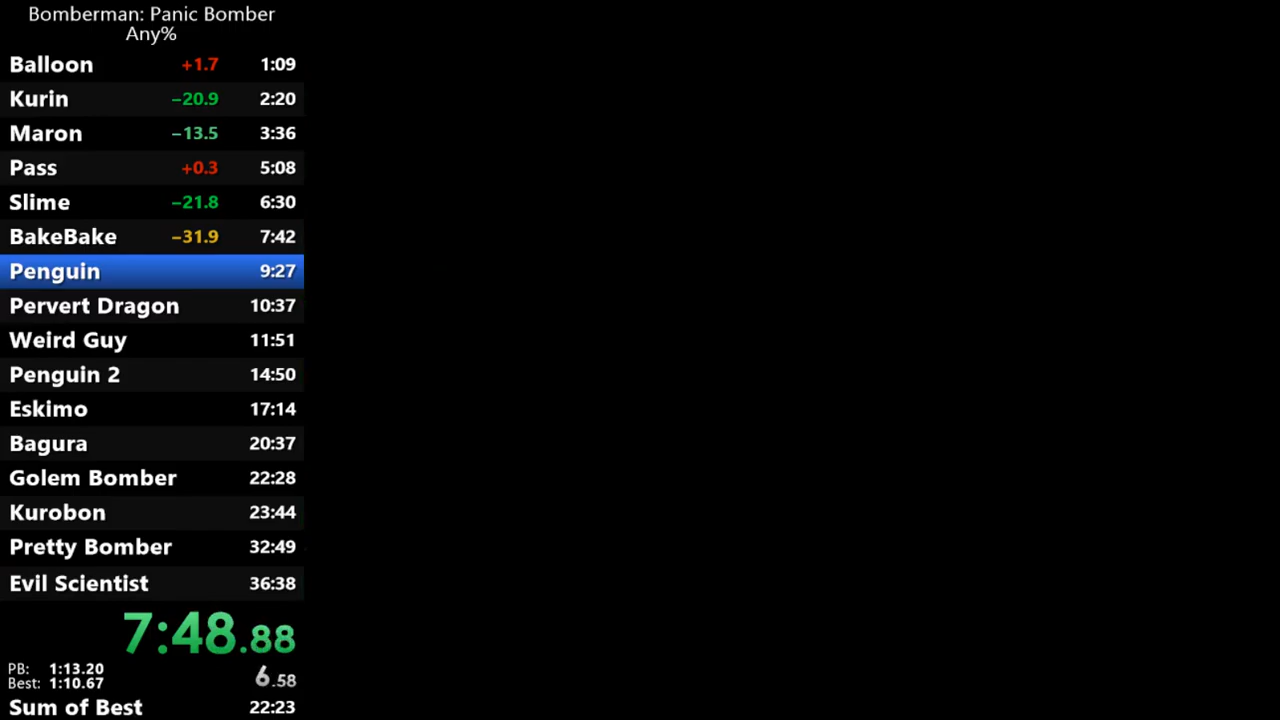 Bomberman: Panic Bomber
Any%
Balloon +1.7 1:09
Kurin −20.9 2:20
Maron −13.5 3:36
Pass +0.3 5:08
Slime −21.8 6:30
BakeBake −31.9 7:42
Penguin 9:27
Pervert Dragon 10:37
Weird Guy 11:51
Penguin 2 14:50
Eskimo 17:14
Bagura 20:37
Golem Bomber 22:28
Kurobon 23:44
Pretty Bomber 32:49
Evil Scientist 36:38
7:48.88
PB: 1:13.20
Best: 1:10.67
6.58
Sum of Best 22:23